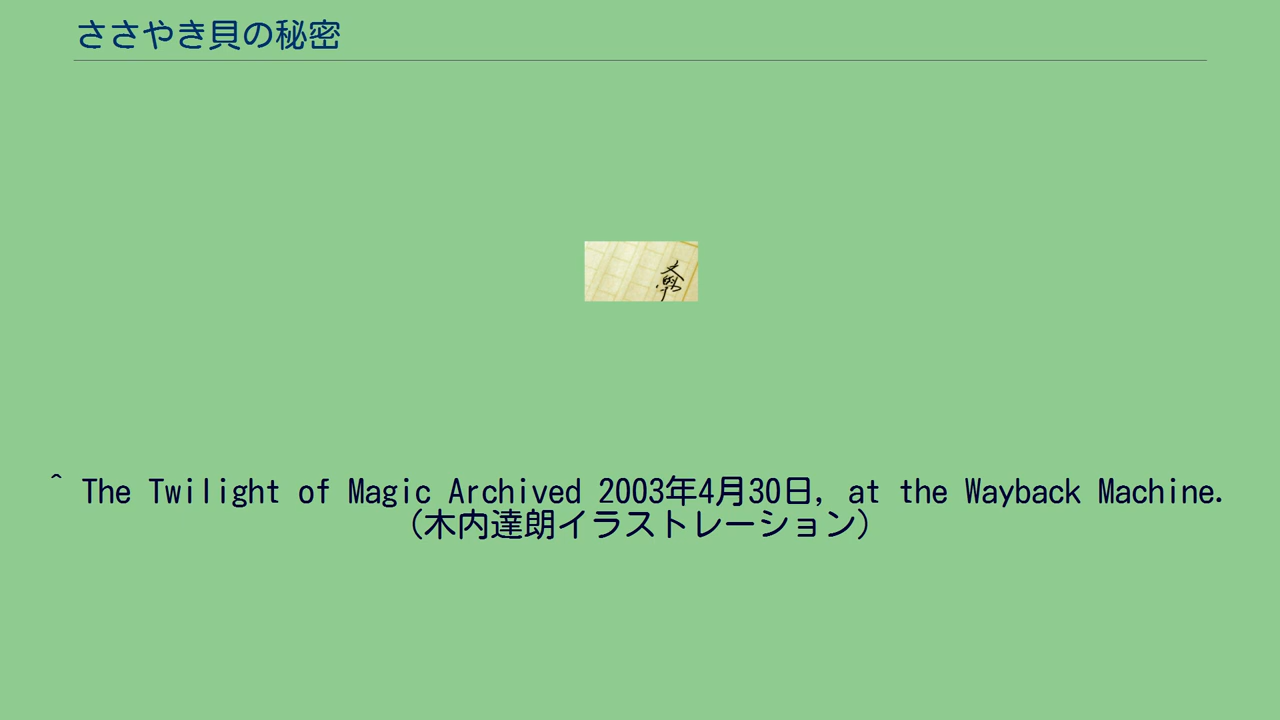 ささやき貝の秘密
^ The Twilight of Magic Archived 2003年4月30日, at the Wayback Machine.
（木内達朗イラストレーション）